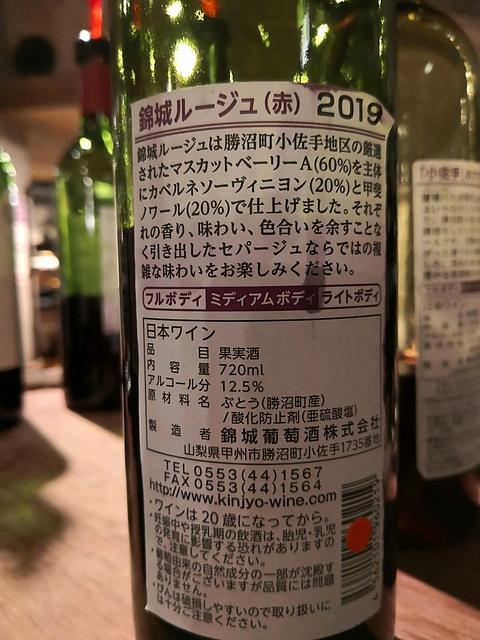 錦城ルージュ(赤) 2019
錦城ルージュは勝沼町小佐手地区の厳選
されたマスカットベーリーA(60%)を主体
にカベルネソーヴィニヨン(20%)と甲斐
ノワール(20%)で仕上げました。それぞ
れの香り、味わい、色合いを余すことな
く引き出したセパージュならではの複
雑な味わいをお楽しみください。
フルボディ ミディアムボディ ライトボディ
日本ワイン
品目 果実酒
内容量 720ml
アルコール分 12.5%
原材料名 ぶとう(勝沼町産)
/酸化防止剤(亜硫酸塩)
製造者 錦城葡萄酒株式会社
山梨県甲州市勝沼町小佐手1735番地
TEL 0553(44)1567
FAX 0553(44)1564
http://www.kinjyo-wine.com
・ワインは20歳になってから。
・妊娠中や授乳期の飲酒は、胎児・乳児
の発育に影響する恐れがありますの
で、注意してください。
・葡萄由来の自然成分の一部が沈殿す
る場合がございますが品質には問題
ありません。
・びんは破損しやすいので取り扱いに
は十分ご注意ください。
「小佐手